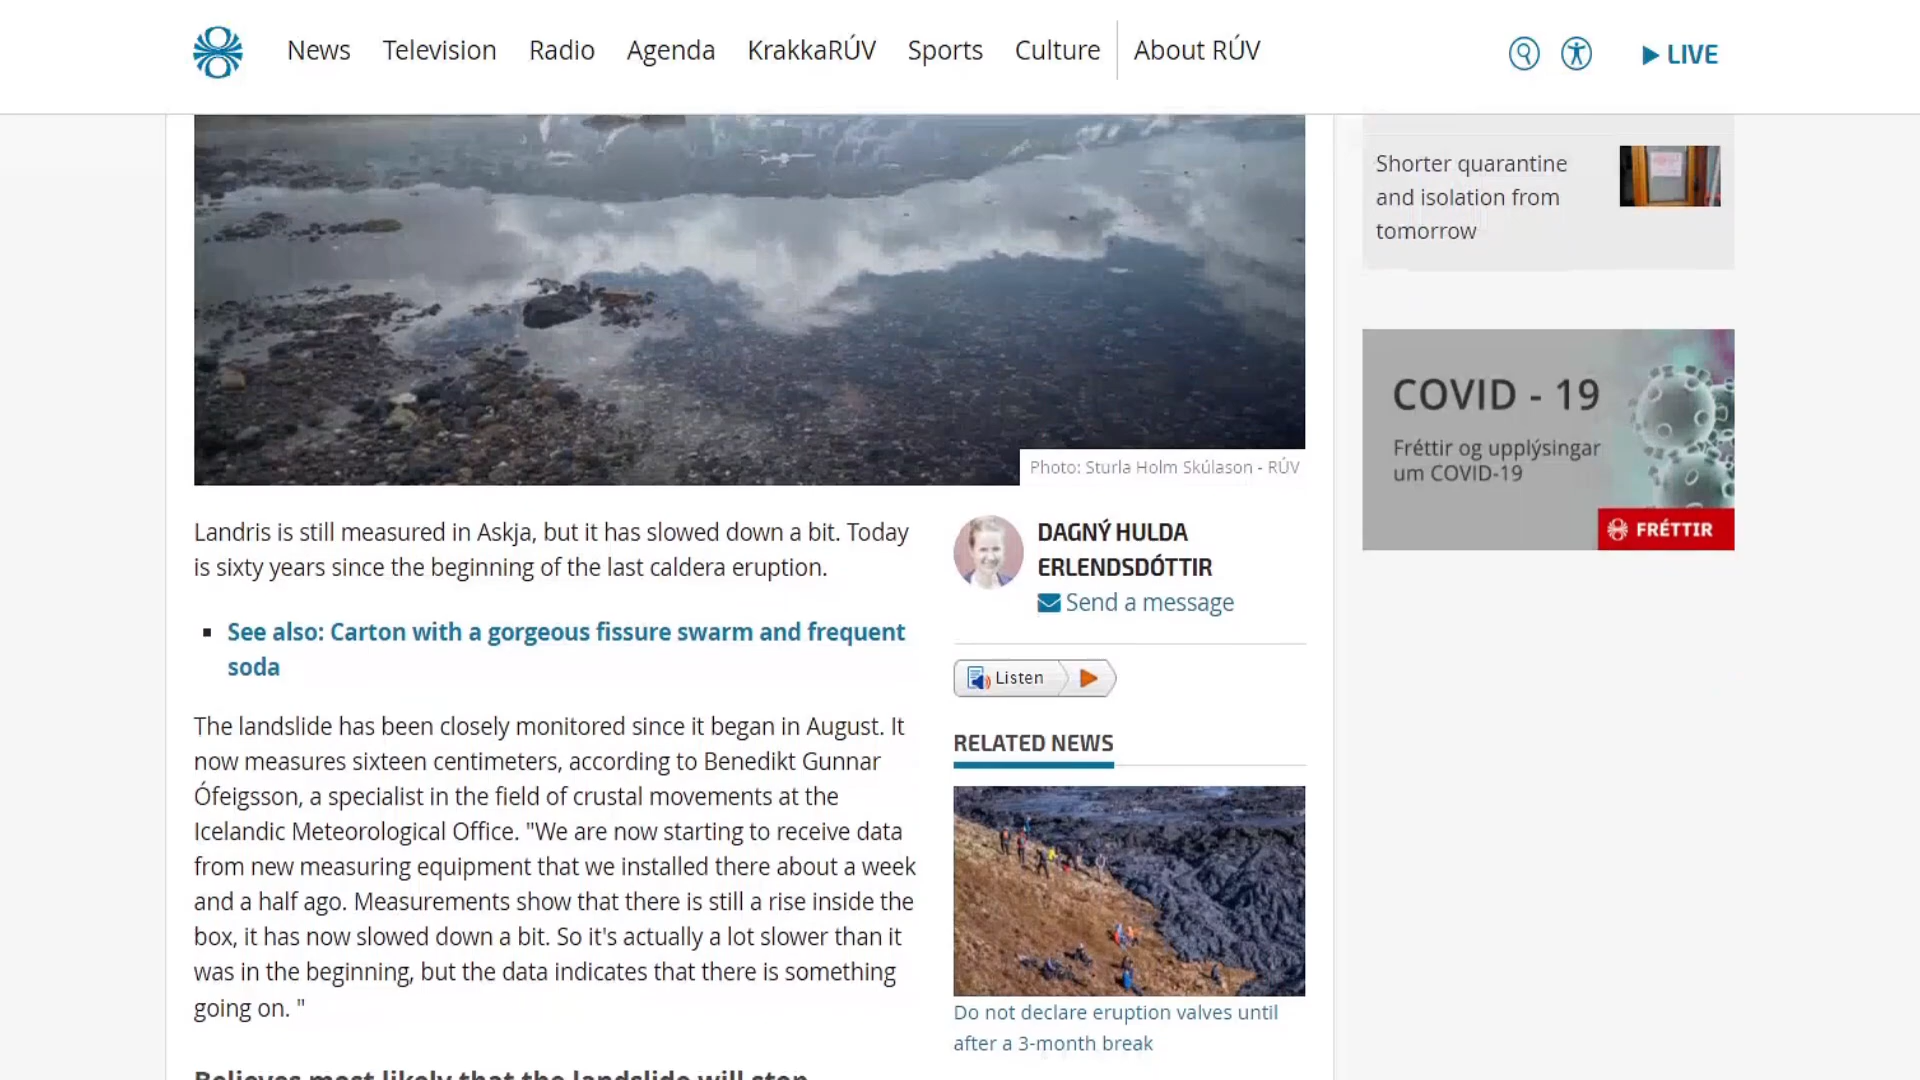 News Television Radio Agenda KrakkaRÚV Sports Culture About RÚV LIVE
Photo: Sturla Holm Skúlason - RÚV
Landris is still measured in Askja, but it has slowed down a bit. Today
is sixty years since the beginning of the last caldera eruption.
See also: Carton with a gorgeous fissure swarm and frequent
soda
The landslide has been closely monitored since it began in August. It
now measures sixteen centimeters, according to Benedikt Gunnar
Ófeigsson, a specialist in the field of crustal movements at the
Icelandic Meteorological Office. "We are now starting to receive data
from new measuring equipment that we installed there about a week
and a half ago. Measurements show that there is still a rise inside the
box, it has now slowed down a bit. So it's actually a lot slower than it
was in the beginning, but the data indicates that there is something
going on. "
Believes most likely that the landslide will stop
DAGNÝ HULDA
ERLENDSDÓTTIR
Send a message
Listen
RELATED NEWS
Do not declare eruption valves until
after a 3-month break
Shorter quarantine
and isolation from
tomorrow
COVID - 19
Fréttir og upplýsingar
um COVID-19
FRÉTTIR